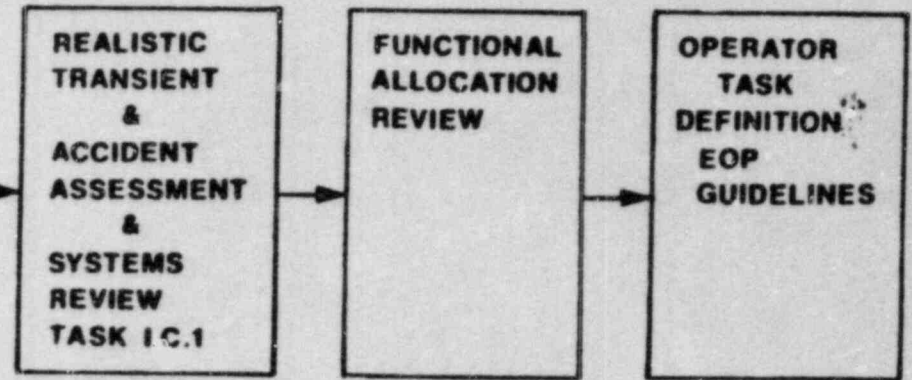 REALISTIC
TRANSIENT
&
ACCIDENT
ASSESSMENT
&
SYSTEMS
REVIEW
TASK I.C.1
FUNCTIONAL
ALLOCATION
REVIEW
OPERATOR
TASK
DEFINITION
EOP
GUIDELINES